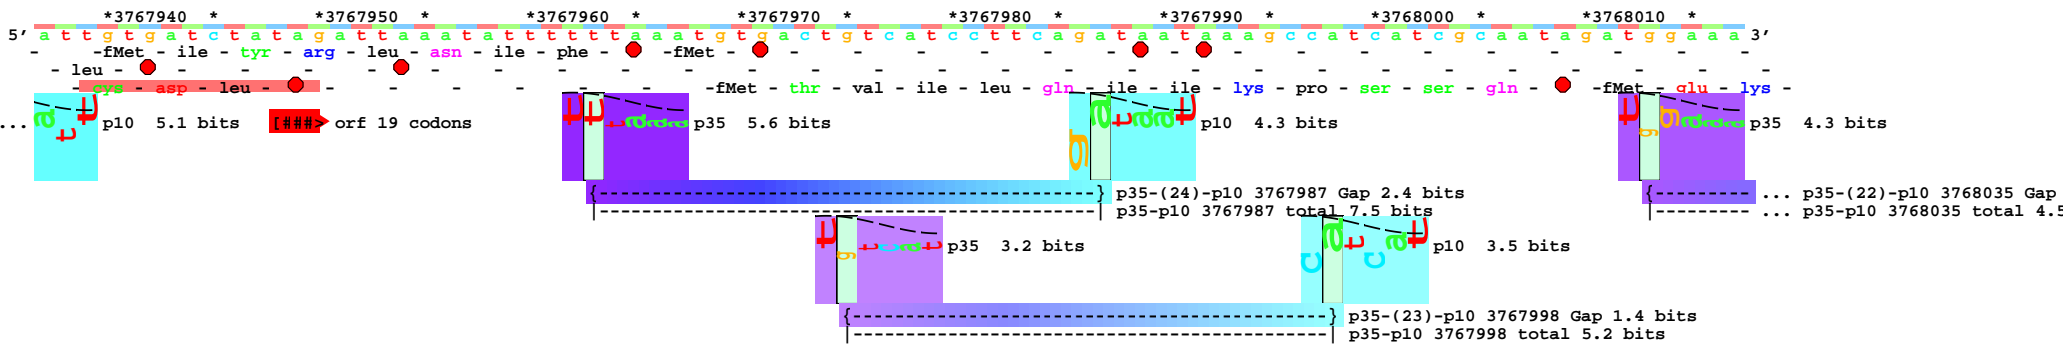 *3767940 * *3767950 * *3767960 * *3767970 * *3767980 * *3767990 * *3768000 * *3768010 *
5' a t t g t g a t c t a t a g a t t a a a t a t t t t t t a a a t g t g a c t g t c a t c c t t c a g a t a a t a a a g c c a t c a t c g c a a t a g a t g g a a a 3'
- -fMet - ile - tyr - arg - leu - asn - ile - phe - -fMet - - - - - - - - - - - - - - - -
- leu - - - - - - - - - - - - - - - - - - - - - - - - - -
- cys - asp - leu - - - - - - -fMet - thr - val - ile - leu - gln - ile - ile - lys - pro - ser - ser - gln - -fMet - glu - lys -
... a t t p10 5.1 bits [###> orf 19 codons t t t a a a p35 5.6 bits g a t a a t p10 4.3 bits t g g a a a p35 4.3 bits
{-----------------------} p35-(24)-p10 3767987 Gap 2.4 bits {-------- ... p35-(22)-p10 3768035 Gap
|-----------------------| p35-p10 3767987 total 7.5 bits |-------- ... p35-p10 3768035 total 4.5
t g t c a t p35 3.2 bits c a t c a t p10 3.5 bits
{----------------------} p35-(23)-p10 3767998 Gap 1.4 bits
|----------------------| p35-p10 3767998 total 5.2 bits